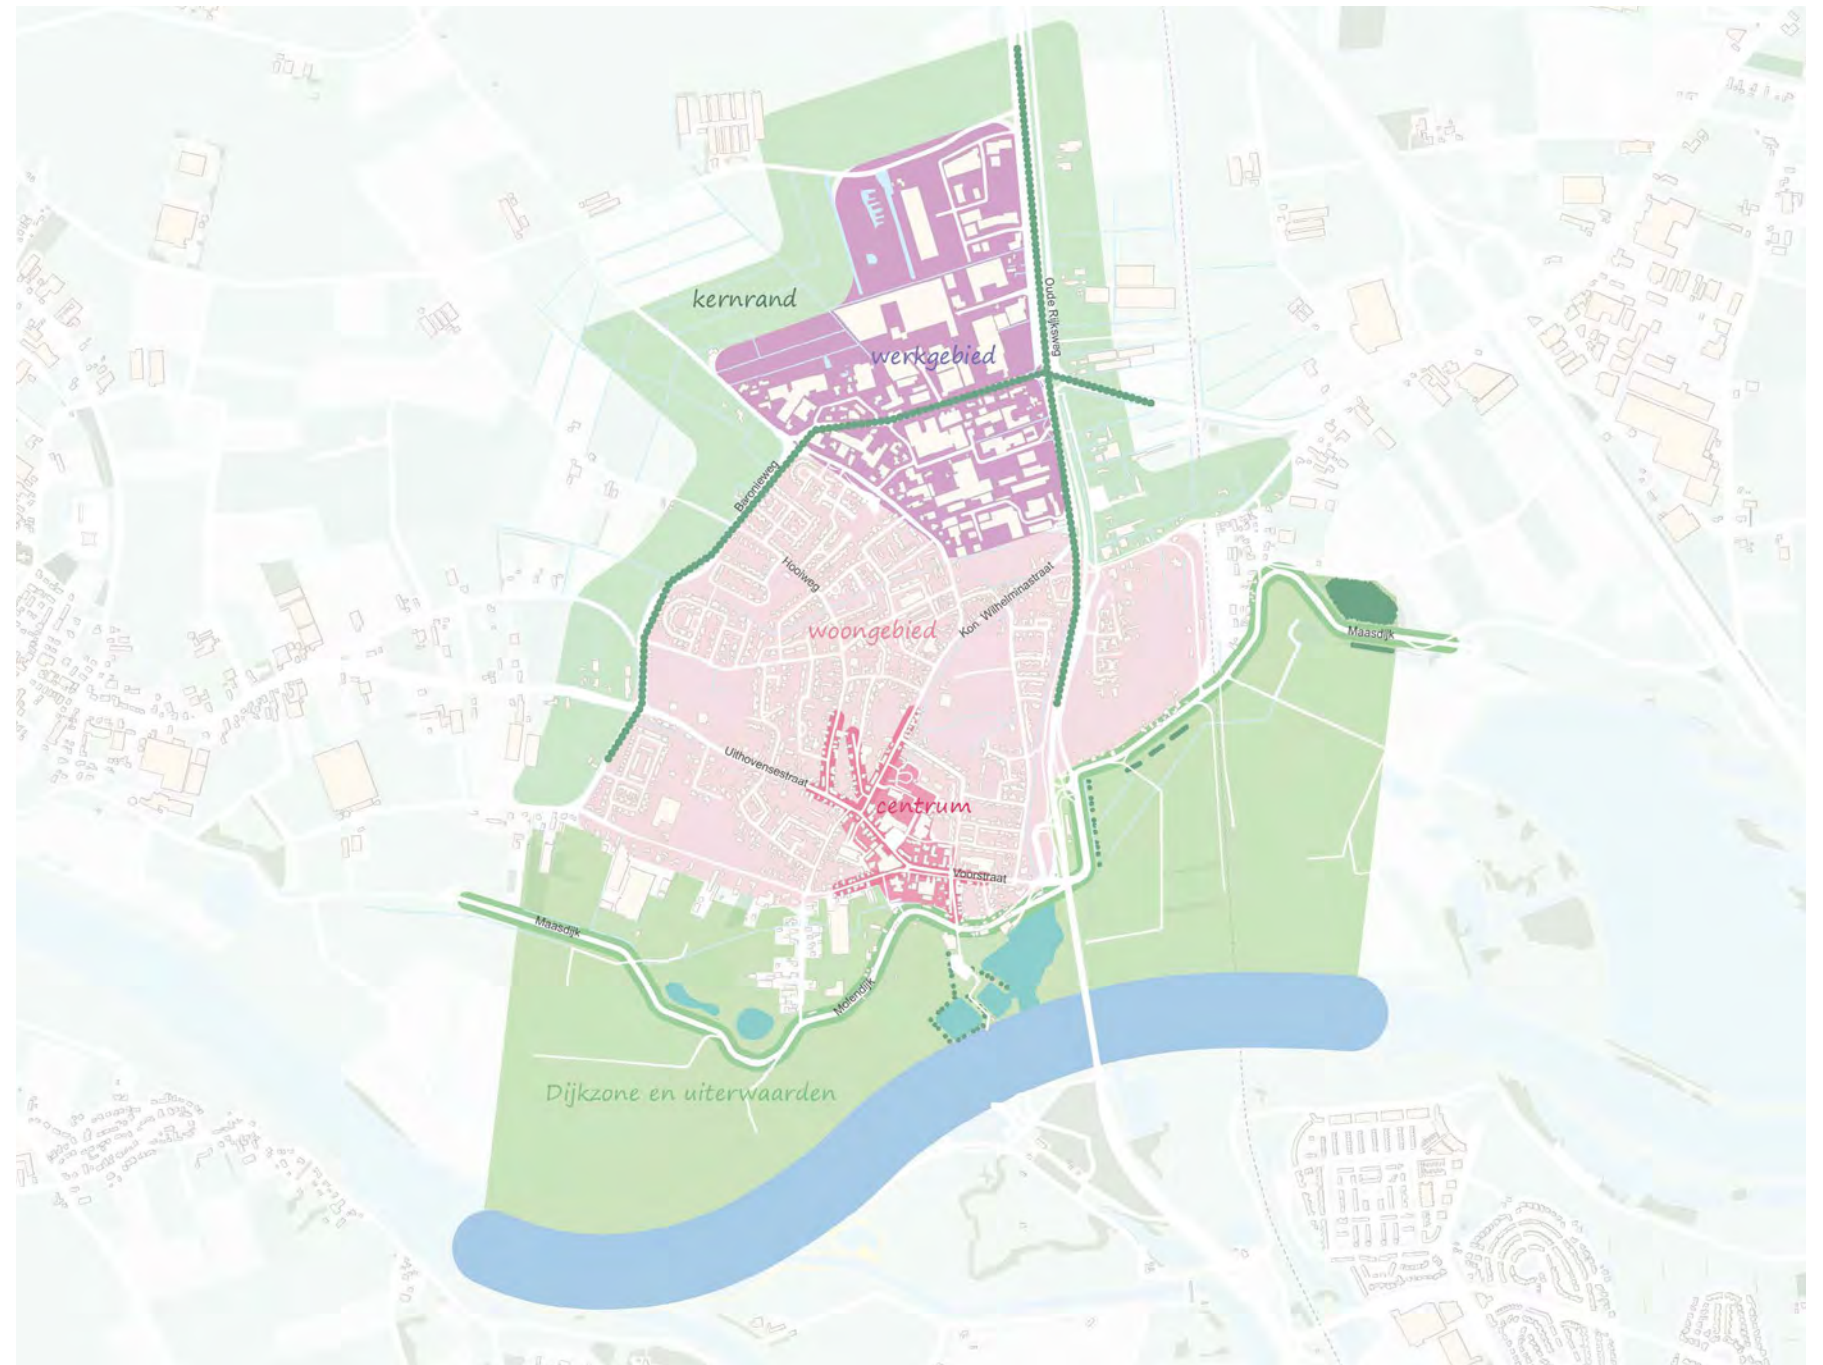 kernrand
Oude Rijksweg
werkgebied
Baronieweg
Hoolweg
Kon. Wilhelminastraat
woongebied
Maasdijk
Uithovensestraat
centrum
Voorstraat
Maasdijk
Molendijk
Dijkzone en uiterwaarden